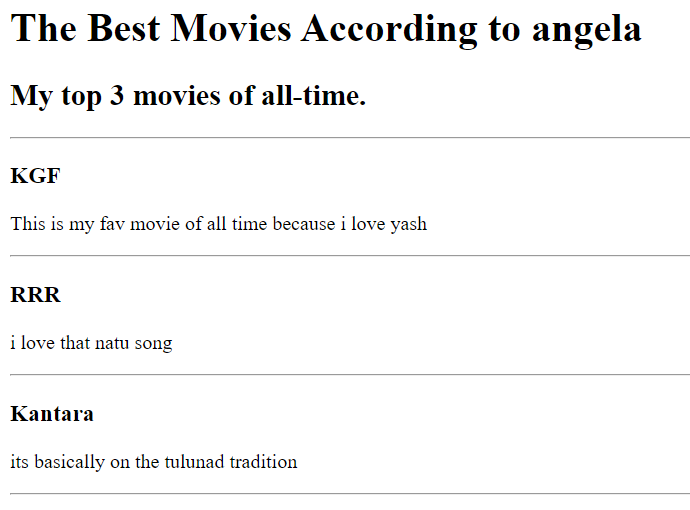 The Best Movies According to angela
My top 3 movies of all-time.
KGF
This is my fav movie of all time because i love yash
RRR
i love that natu song
Kantara
its basically on the tulunad tradition